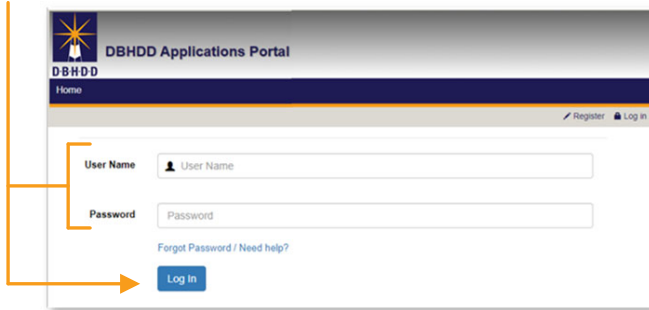 DBHDD Applications Portal
D·B·H·D·D
Home
Register Log in
User Name User Name
Password Password
Forgot Password / Need help?
Log In